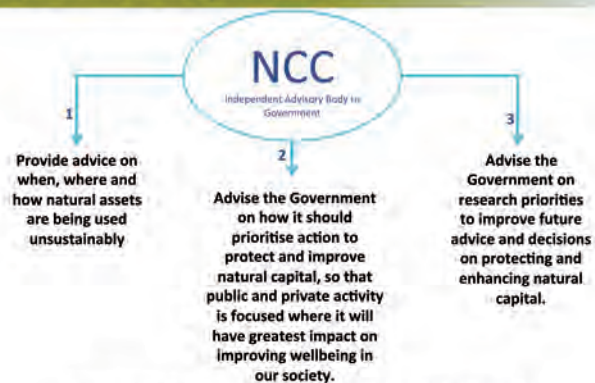 NCC
Independent Advisory Body to
Government
1
Provide advice on
when, where and
how natural assets
are being used
unsustainably
2
Advise the Government
on how it should
prioritise action to
protect and improve
natural capital, so that
public and private activity
is focused where it will
have greatest impact on
improving wellbeing in
our society.
3
Advise the
Government on
research priorities
to improve future
advice and decisions
on protecting and
enhancing natural
capital.